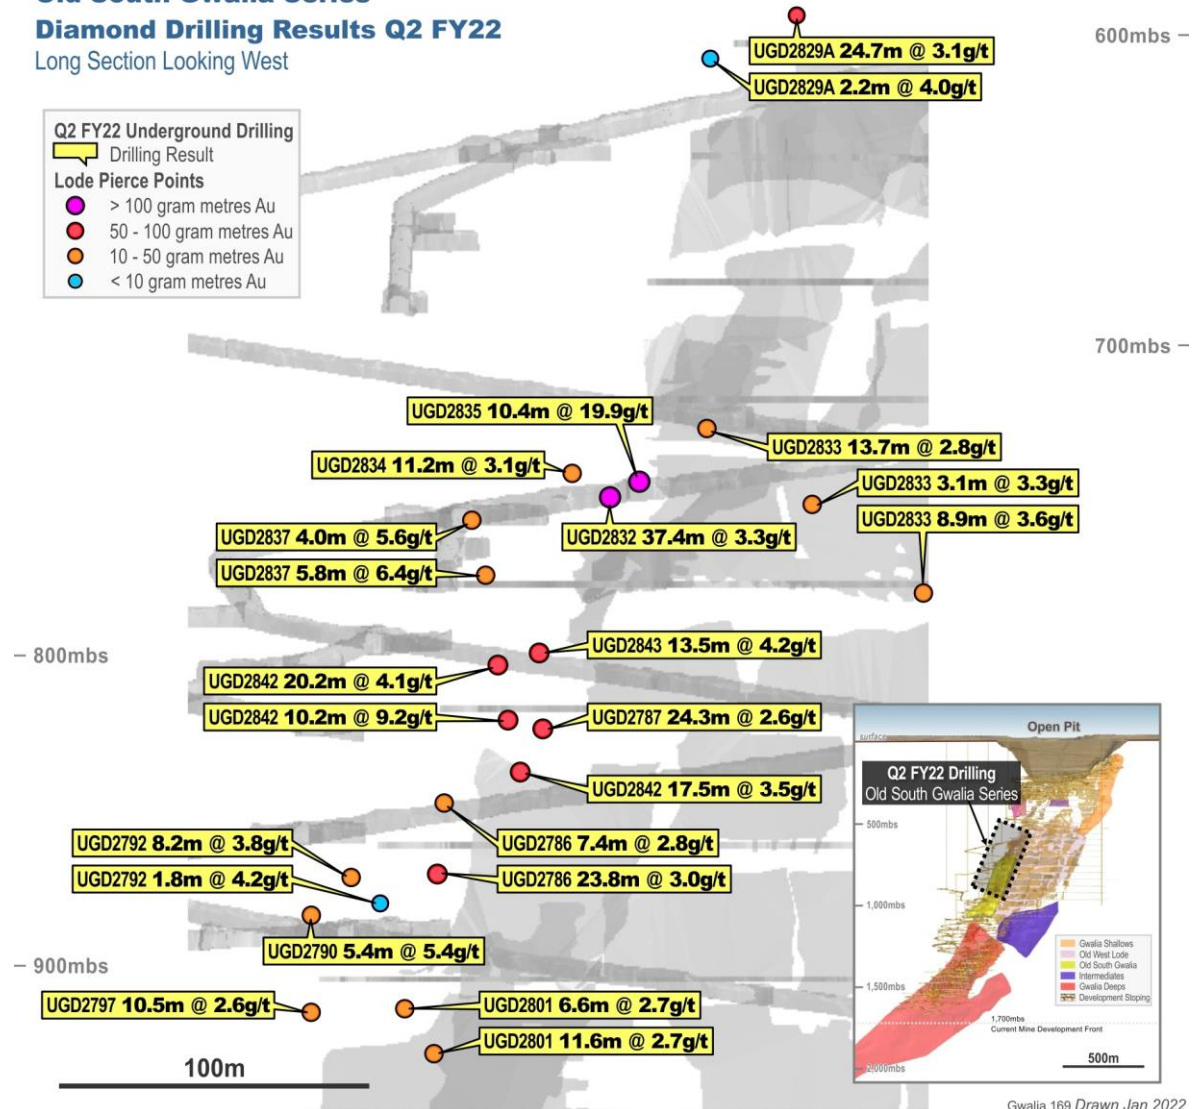 Old South Gwalia Series
Diamond Drilling Results Q2 FY22
Long Section Looking West
600mbs
UGD2829A 24.7m @ 3.1g/t
UGD2829A 2.2m @ 4.0g/t
Q2 FY22 Underground Drilling
Drilling Result
Lode Pierce Points
> 100 gram metres Au
50 - 100 gram metres Au
10 - 50 gram metres Au
< 10 gram metres Au
700mbs
UGD2835 10.4m @ 19.9g/t
UGD2833 13.7m @ 2.8g/t
UGD2834 11.2m @ 3.1g/t
UGD2833 3.1m @ 3.3g/t
UGD2833 8.9m @ 3.6g/t
UGD2837 4.0m @ 5.6g/t
UGD2832 37.4m @ 3.3g/t
UGD2837 5.8m @ 6.4g/t
800mbs
UGD2843 13.5m @ 4.2g/t
UGD2842 20.2m @ 4.1g/t
UGD2842 10.2m @ 9.2g/t
UGD2787 24.3m @ 2.6g/t
UGD2842 17.5m @ 3.5g/t
UGD2792 8.2m @ 3.8g/t
UGD2786 7.4m @ 2.8g/t
UGD2792 1.8m @ 4.2g/t
UGD2786 23.8m @ 3.0g/t
UGD2790 5.4m @ 5.4g/t
900mbs
UGD2797 10.5m @ 2.6g/t
UGD2801 6.6m @ 2.7g/t
UGD2801 11.6m @ 2.7g/t
100m
Open Pit
surface
Q2 FY22 Drilling
Old South Gwalia Series
500mbs
1,000mbs
Gwalia Shallows
Old West Lode
Old South Gwalia
Intermediates
Gwalia Deeps
Development Stoping
1,500mbs
1,700mbs
Current Mine Development Front
500m
2,000mbs
Gwalia 169 Drawn Jan 2022